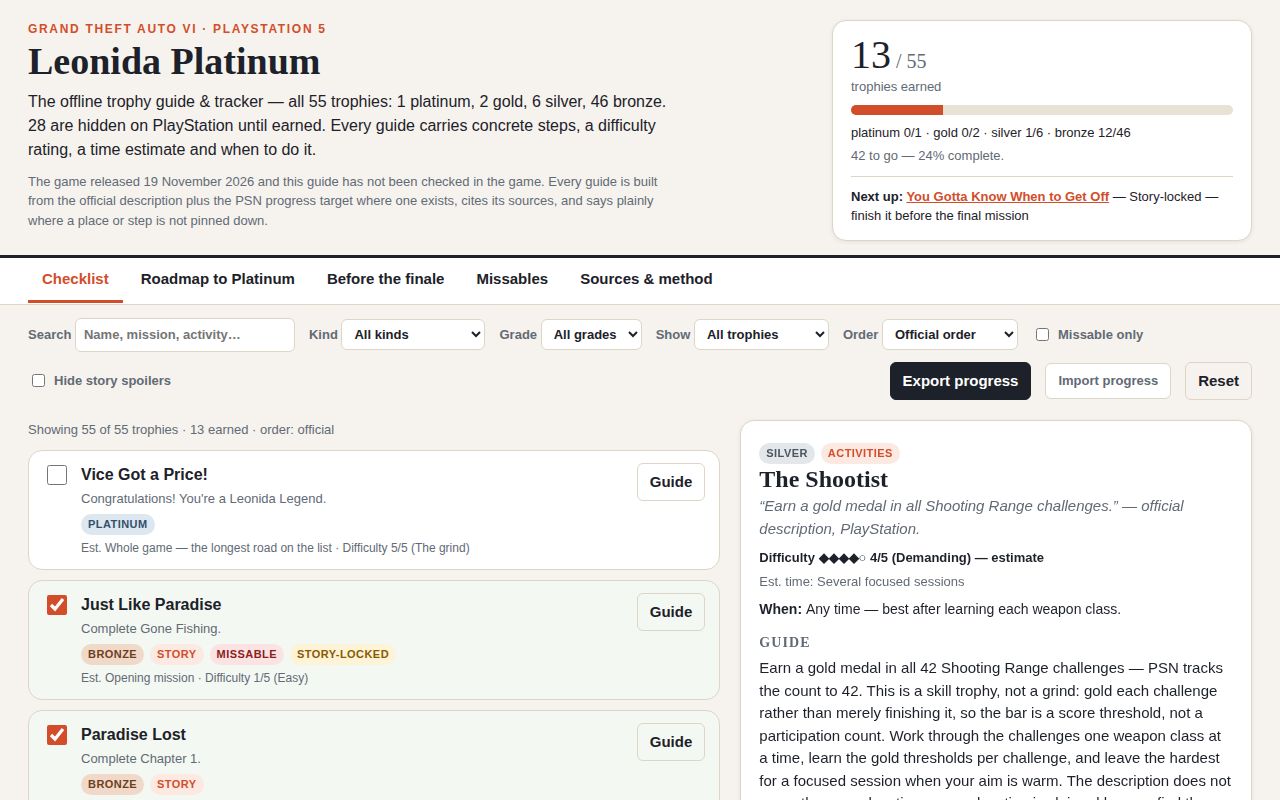 GRAND THEFT AUTO VI · PLAYSTATION 5
Leonida Platinum
The offline trophy guide & tracker — all 55 trophies: 1 platinum, 2 gold, 6 silver, 46 bronze.
28 are hidden on PlayStation until earned. Every guide carries concrete steps, a difficulty
rating, a time estimate and when to do it.
The game released 19 November 2026 and this guide has not been checked in the game. Every guide is built
from the official description plus the PSN progress target where one exists, cites its sources, and says plainly
where a place or step is not pinned down.
13 / 55
trophies earned
platinum 0/1 · gold 0/2 · silver 1/6 · bronze 12/46
42 to go — 24% complete.
Next up: You Gotta Know When to Get Off — Story-locked —
finish it before the final mission
Checklist Roadmap to Platinum Before the finale Missables Sources & method
Search Name, mission, activity… Kind All kinds Grade All grades Show All trophies Order Official order Missable only
Hide story spoilers Export progress Import progress Reset
Showing 55 of 55 trophies · 13 earned · order: official
Vice Got a Price! Guide
Congratulations! You're a Leonida Legend.
PLATINUM
Est. Whole game — the longest road on the list · Difficulty 5/5 (The grind)
Just Like Paradise Guide
Complete Gone Fishing.
BRONZE STORY MISSABLE STORY-LOCKED
Est. Opening mission · Difficulty 1/5 (Easy)
Paradise Lost Guide
Complete Chapter 1.
BRONZE STORY
SILVER ACTIVITIES
The Shootist
“Earn a gold medal in all Shooting Range challenges.” — official
description, PlayStation.
Difficulty ◆◆◆◆○ 4/5 (Demanding) — estimate
Est. time: Several focused sessions
When: Any time — best after learning each weapon class.
GUIDE
Earn a gold medal in all 42 Shooting Range challenges — PSN tracks
the count to 42. This is a skill trophy, not a grind: gold each challenge
rather than merely finishing it, so the bar is a score threshold, not a
participation count. Work through the challenges one weapon class at
a time, learn the gold thresholds per challenge, and leave the hardest
for a focused session when your aim is warm. The description does not